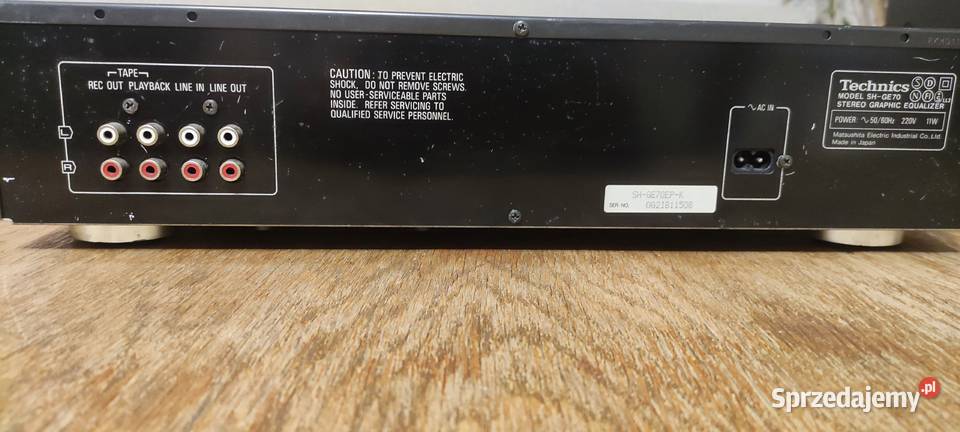 TAPE
REC OUT PLAYBACK LINE IN LINE OUT
L
R
CAUTION: TO PREVENT ELECTRIC
SHOCK, DO NOT REMOVE SCREWS.
NO USER-SERVICEABLE PARTS
INSIDE. REFER SERVICING TO
QUALIFIED SERVICE PERSONNEL.
∿ AC IN
Technics
MODEL SH-GE70
STEREO GRAPHIC EQUALIZER
POWER: ∿ 50/60Hz 220V 11W
Matsushita Electric Industrial Co., Ltd.
Made in Japan
S D
N
SH-GE70EP-K
SER. NO. GG2IB11508
Sprzedajemy.pl